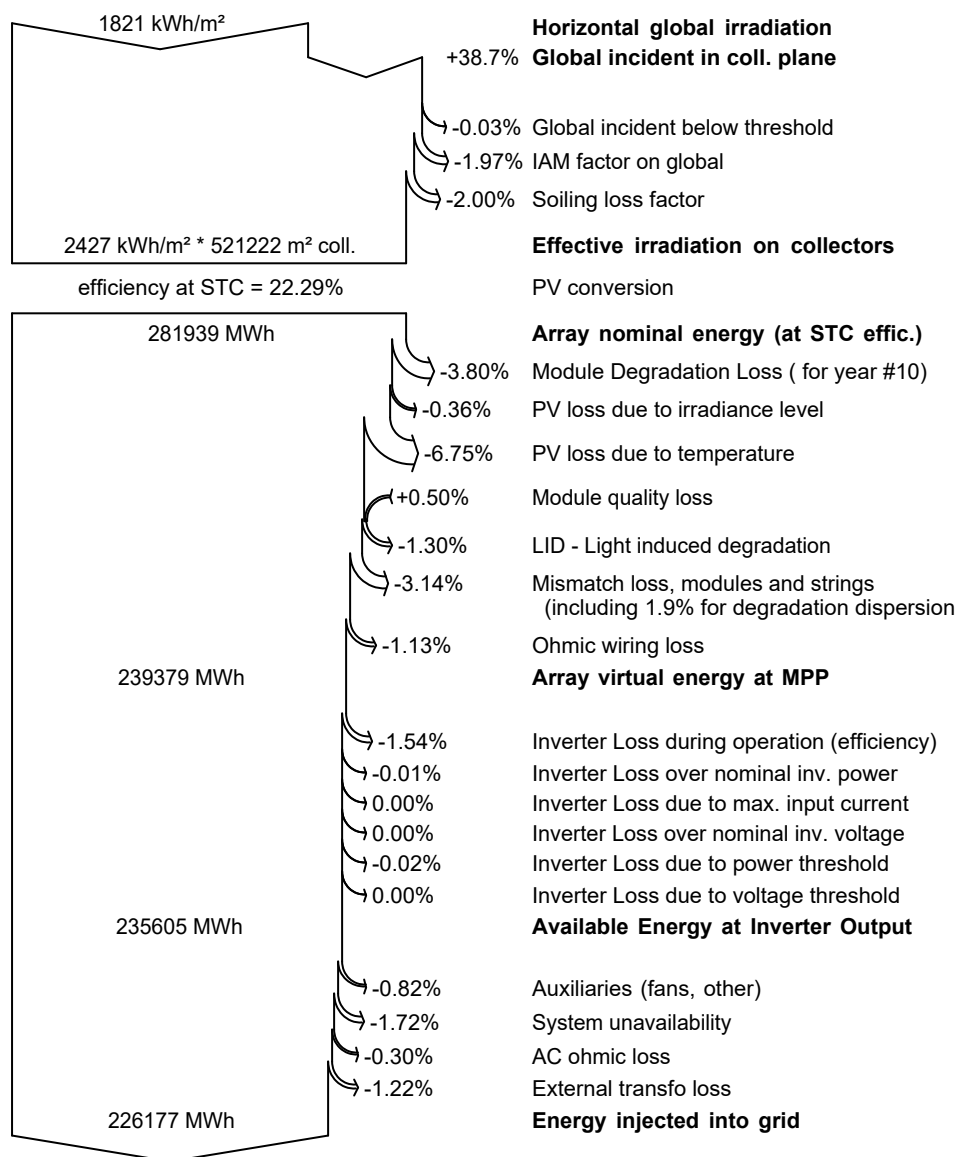 1821 kWh/m² Horizontal global irradiation
+38.7% Global incident in coll. plane
-0.03% Global incident below threshold
-1.97% IAM factor on global
-2.00% Soiling loss factor
2427 kWh/m² * 521222 m² coll. Effective irradiation on collectors
efficiency at STC = 22.29% PV conversion
281939 MWh Array nominal energy (at STC effic.)
-3.80% Module Degradation Loss ( for year #10)
-0.36% PV loss due to irradiance level
-6.75% PV loss due to temperature
+0.50% Module quality loss
-1.30% LID - Light induced degradation
-3.14% Mismatch loss, modules and strings
(including 1.9% for degradation dispersion
-1.13% Ohmic wiring loss
239379 MWh Array virtual energy at MPP
-1.54% Inverter Loss during operation (efficiency)
-0.01% Inverter Loss over nominal inv. power
0.00% Inverter Loss due to max. input current
0.00% Inverter Loss over nominal inv. voltage
-0.02% Inverter Loss due to power threshold
0.00% Inverter Loss due to voltage threshold
235605 MWh Available Energy at Inverter Output
-0.82% Auxiliaries (fans, other)
-1.72% System unavailability
-0.30% AC ohmic loss
-1.22% External transfo loss
226177 MWh Energy injected into grid